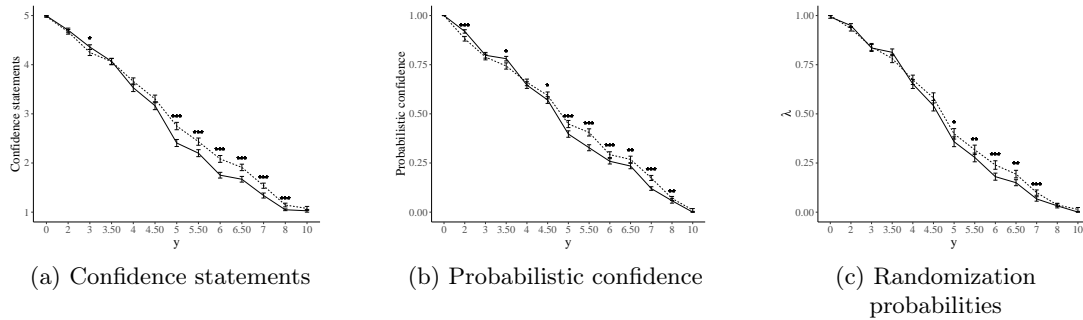 Confidence statements
5
4
3
2
1
0 2 3 3.50 4 4.50 5 5.50 6 6.50 7 8 10
y
(a) Confidence statements
Probabilistic confidence
1.00
0.75
0.50
0.25
0.00
0 2 3 3.50 4 4.50 5 5.50 6 6.50 7 8 10
y
(b) Probabilistic confidence
λ
1.00
0.75
0.50
0.25
0.00
0 2 3 3.50 4 4.50 5 5.50 6 6.50 7 8 10
y
(c) Randomization
probabilities